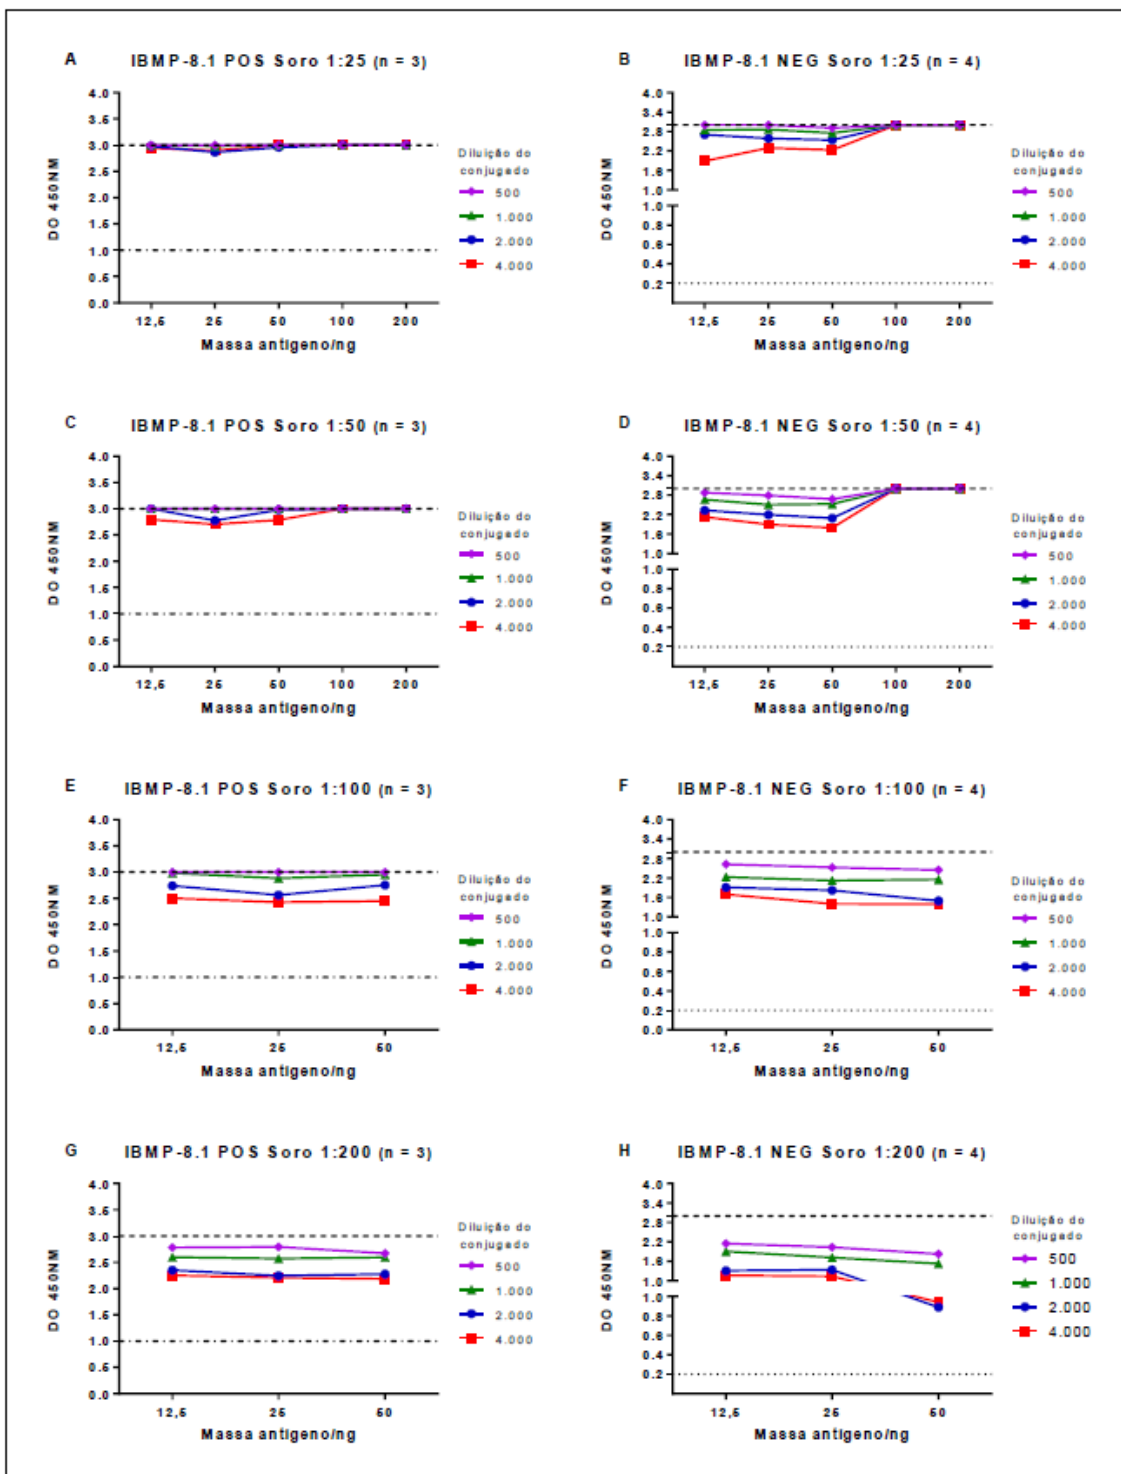 A IBMP-8.1 POS Soro 1:25 (n = 3)
DO 450NM
4.0
3.5
3.0
2.5
2.0
1.5
1.0
0.5
0.0
12,5 25 50 100 200
Massa antigeno/ng
Diluição do
conjugado
500
1.000
2.000
4.000
B IBMP-8.1 NEG Soro 1:25 (n = 4)
DO 450NM
4.0
3.4
2.8
2.2
1.6
1.0
1.0
0.8
0.6
0.4
0.2
12,5 25 50 100 200
Massa antigeno/ng
Diluição do
conjugado
500
1.000
2.000
4.000
C IBMP-8.1 POS Soro 1:50 (n = 3)
DO 450NM
4.0
3.5
3.0
2.5
2.0
1.5
1.0
0.5
0.0
12,5 25 50 100 200
Massa antigeno/ng
Diluição do
conjugado
500
1.000
2.000
4.000
D IBMP-8.1 NEG Soro 1:50 (n = 4)
DO 450NM
4.0
3.4
2.8
2.2
1.6
1.0
1.0
0.8
0.6
0.4
0.2
12,5 25 50 100 200
Massa antigeno/ng
Diluição do
conjugado
500
1.000
2.000
4.000
E IBMP-8.1 POS Soro 1:100 (n = 3)
DO 450NM
4.0
3.5
3.0
2.5
2.0
1.5
1.0
0.5
0.0
12,5 25 50
Massa antigeno/ng
Diluição do
conjugado
500
1.000
2.000
4.000
F IBMP-8.1 NEG Soro 1:100 (n = 4)
DO 450NM
4.0
3.4
2.8
2.2
1.6
1.0
1.0
0.8
0.6
0.4
0.2
0.0
12,5 25 50
Massa antigeno/ng
Diluição do
conjugado
500
1.000
2.000
4.000
G IBMP-8.1 POS Soro 1:200 (n = 3)
DO 450NM
4.0
3.5
3.0
2.5
2.0
1.5
1.0
0.5
0.0
12,5 25 50
Massa antigeno/ng
Diluição do
conjugado
500
1.000
2.000
4.000
H IBMP-8.1 NEG Soro 1:200 (n = 4)
DO 450NM
4.0
3.4
2.8
2.2
1.6
1.0
1.0
0.8
0.6
0.4
0.2
12,5 25 50
Massa antigeno/ng
Diluição do
conjugado
500
1.000
2.000
4.000